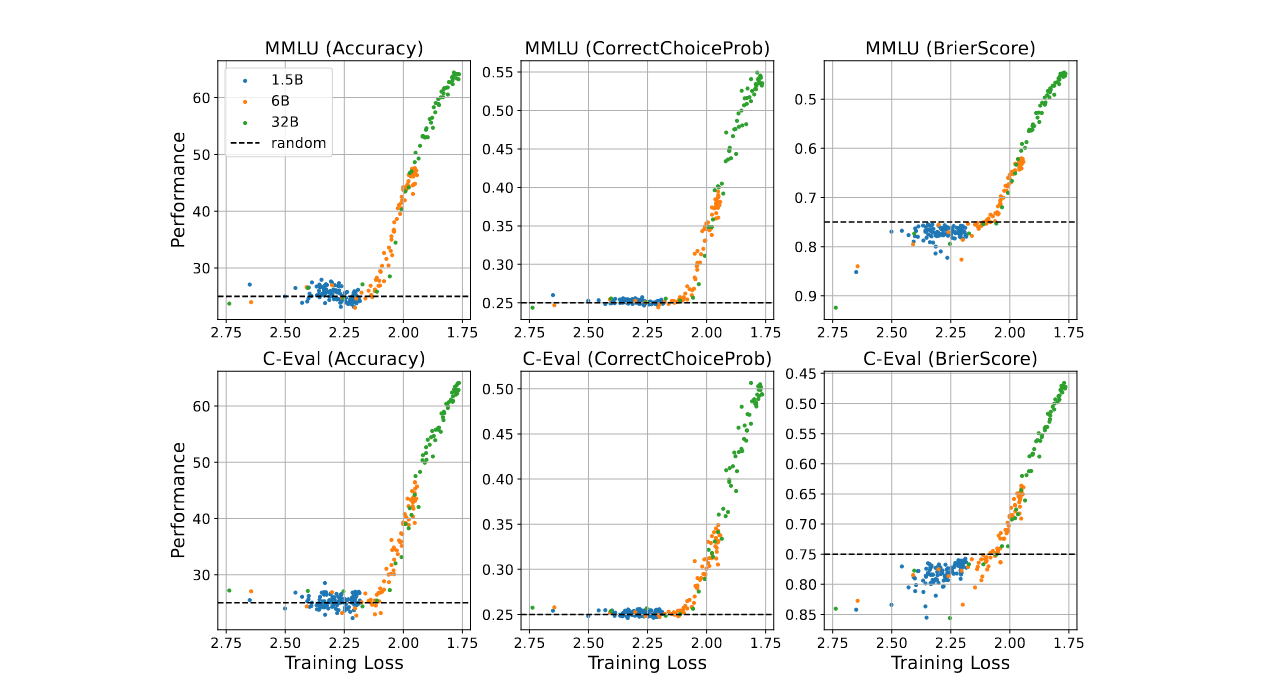 MMLU (Accuracy)
MMLU (CorrectChoiceProb)
MMLU (BrierScore)
1.5B
6B
32B
random
Performance
60
50
40
30
2.75 2.50 2.25 2.00 1.75
0.55
0.50
0.45
0.40
0.35
0.30
0.25
2.75 2.50 2.25 2.00 1.75
0.5
0.6
0.7
0.8
0.9
2.75 2.50 2.25 2.00 1.75
C-Eval (Accuracy)
C-Eval (CorrectChoiceProb)
C-Eval (BrierScore)
Performance
60
50
40
30
2.75 2.50 2.25 2.00 1.75
Training Loss
0.50
0.45
0.40
0.35
0.30
0.25
2.75 2.50 2.25 2.00 1.75
Training Loss
0.45
0.50
0.55
0.60
0.65
0.70
0.75
0.80
0.85
2.75 2.50 2.25 2.00 1.75
Training Loss